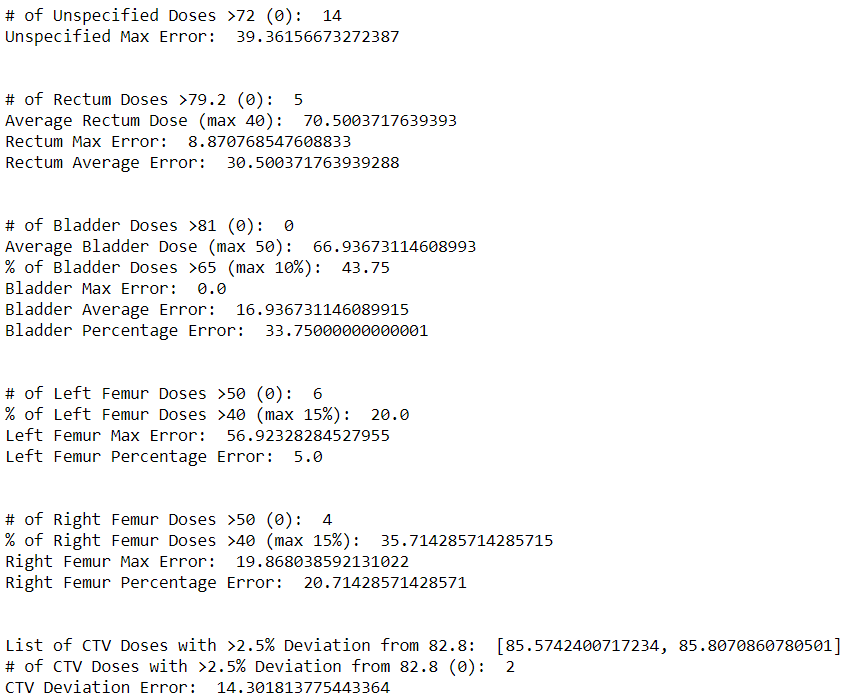 # of Unspecified Doses >72 (0):  14
Unspecified Max Error:  39.36156673272387
# of Rectum Doses >79.2 (0):  5
Average Rectum Dose (max 40):  70.5003717639393
Rectum Max Error:  8.870768547608833
Rectum Average Error:  30.500371763939288
# of Bladder Doses >81 (0):  0
Average Bladder Dose (max 50):  66.93673114608993
% of Bladder Doses >65 (max 10%):  43.75
Bladder Max Error:  0.0
Bladder Average Error:  16.936731146089915
Bladder Percentage Error:  33.75000000000001
# of Left Femur Doses >50 (0):  6
% of Left Femur Doses >40 (max 15%):  20.0
Left Femur Max Error:  56.92328284527955
Left Femur Percentage Error:  5.0
# of Right Femur Doses >50 (0):  4
% of Right Femur Doses >40 (max 15%):  35.714285714285715
Right Femur Max Error:  19.868038592131022
Right Femur Percentage Error:  20.71428571428571
List of CTV Doses with >2.5% Deviation from 82.8:  [85.5742400717234, 85.8070860780501]
# of CTV Doses with >2.5% Deviation from 82.8 (0):  2
CTV Deviation Error:  14.301813775443364